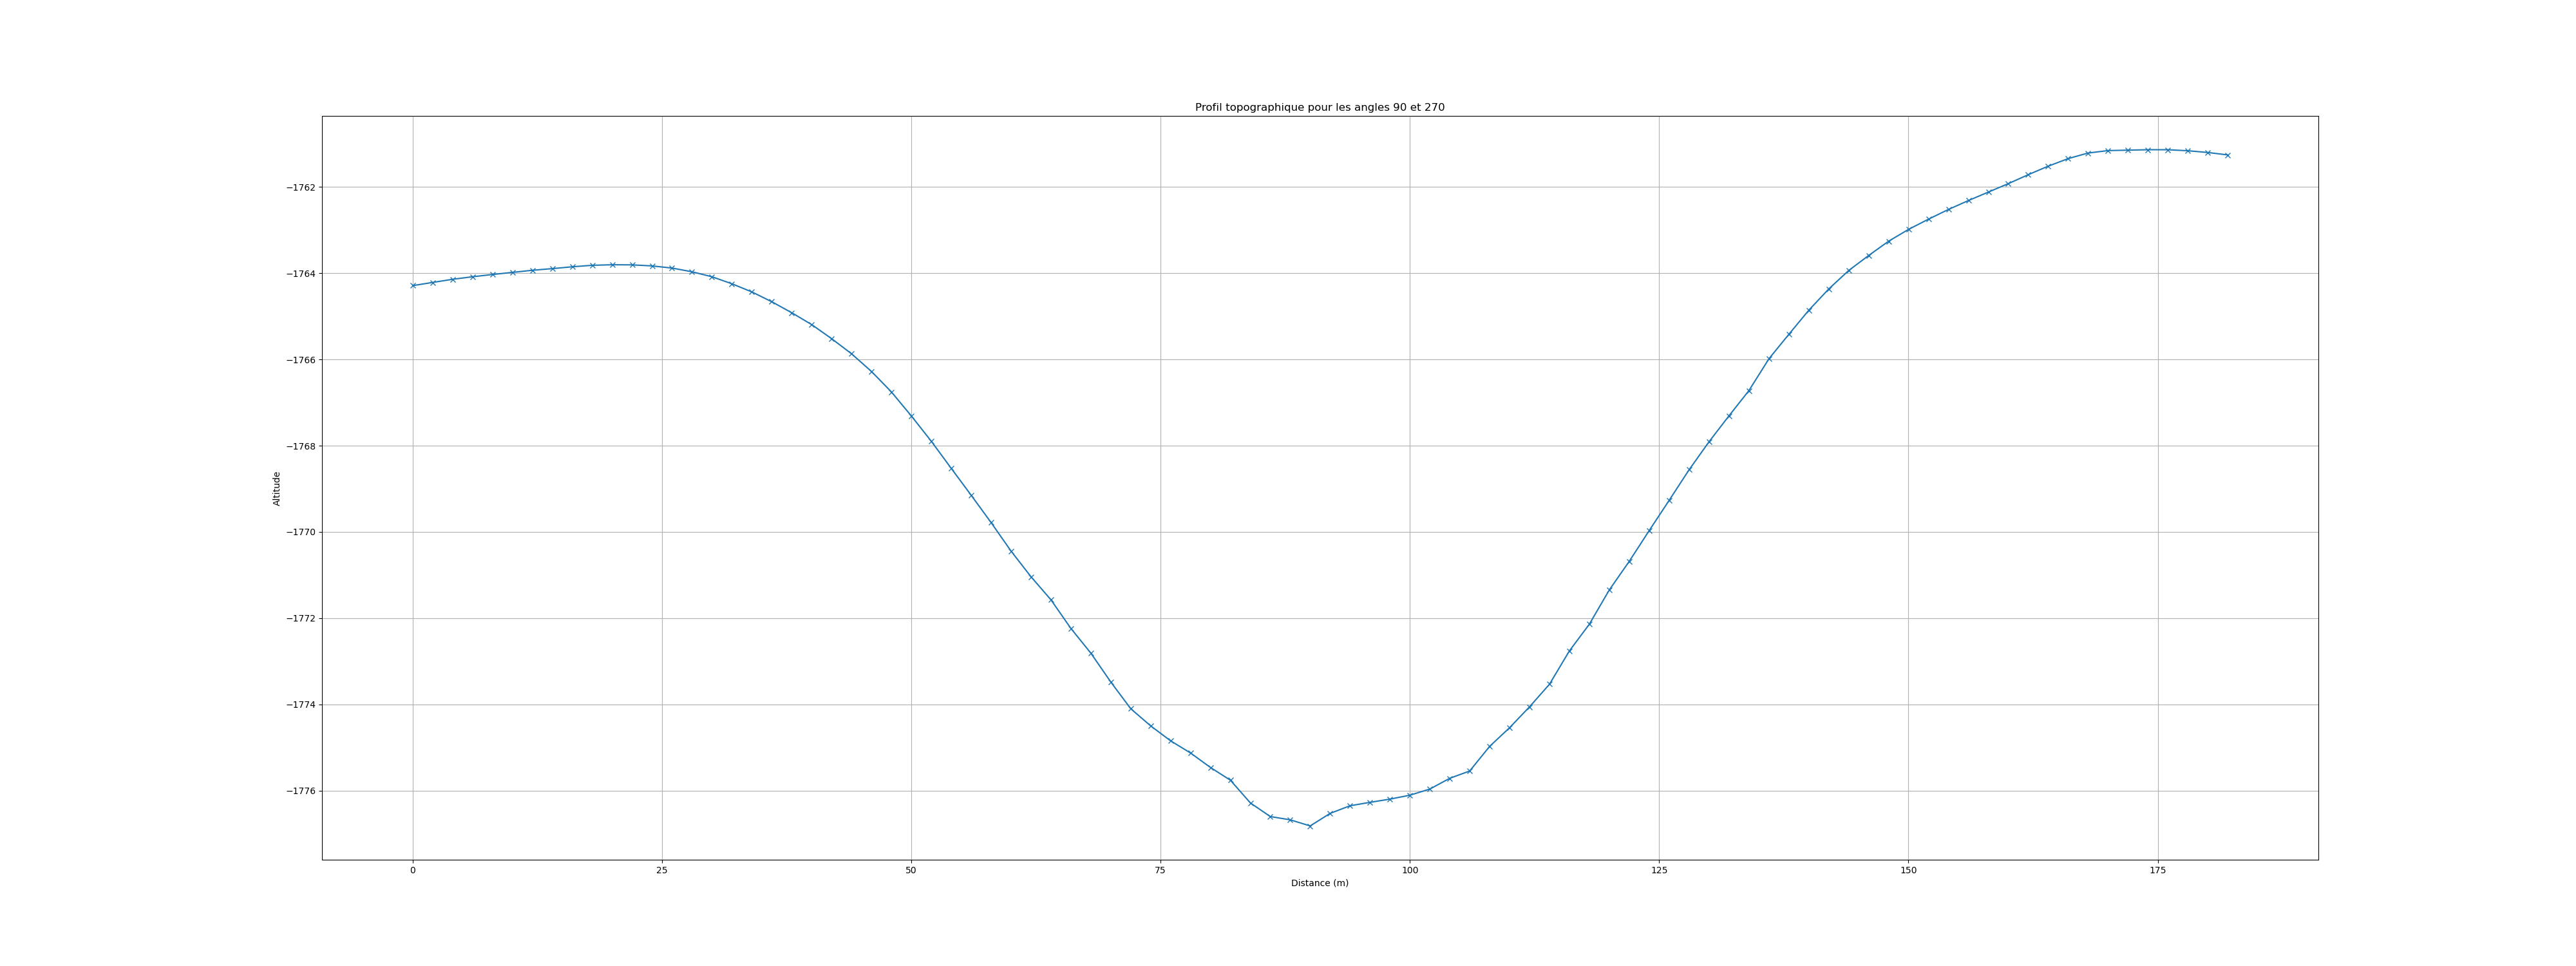 Profil topographique pour les angles 90 et 270
Altitude
−1762
−1764
−1766
−1768
−1770
−1772
−1774
−1776
0 25 50 75 100 125 150 175
Distance (m)